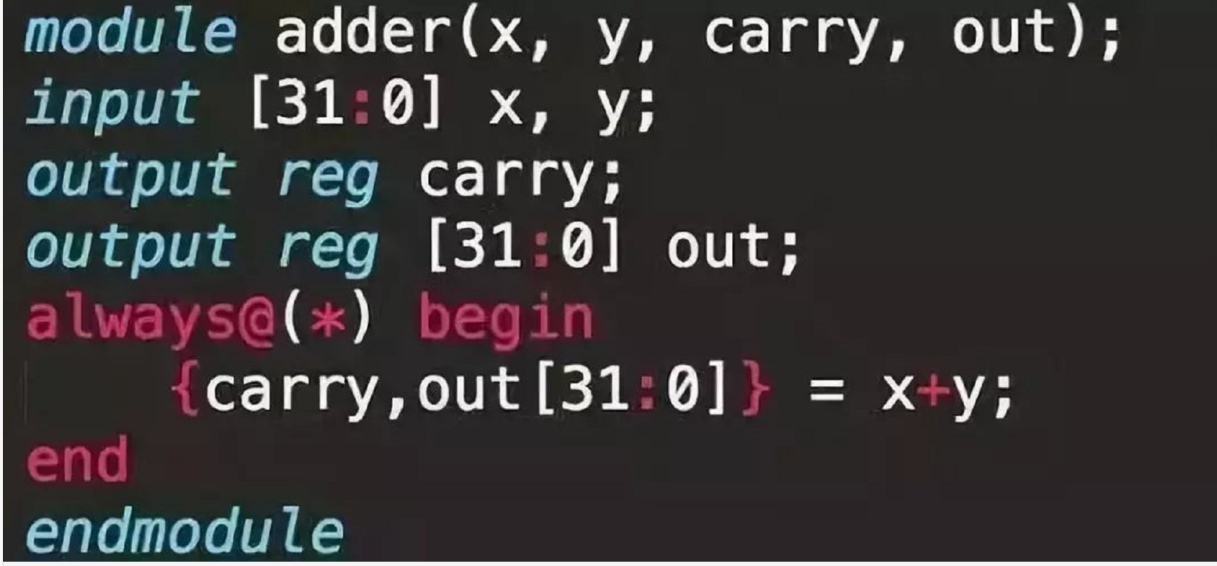 module adder(x, y, carry, out);
input [31:0] x, y;
output reg carry;
output reg [31:0] out;
always@(*) begin
{carry,out[31:0]} = x+y;
end
endmodule